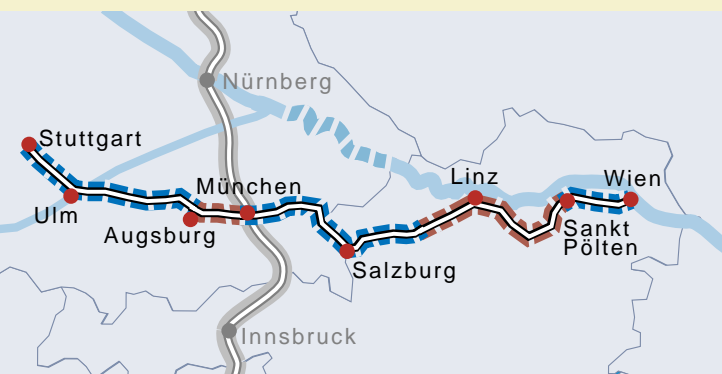 Nürnberg
Stuttgart
Linz
Wien
München
Ulm
Augsburg
Sankt
Pölten
Salzburg
Innsbruck